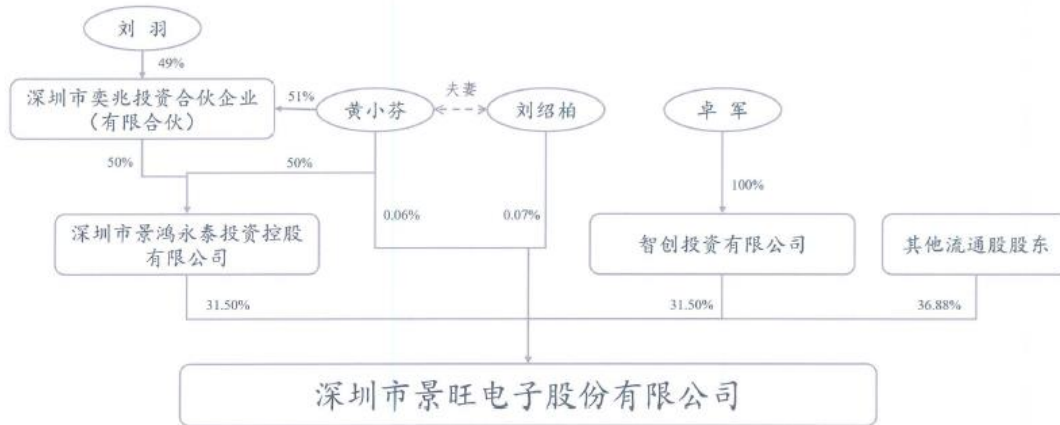 刘 羽
49%
深圳市奕兆投资合伙企业
（有限合伙）
51%
黄小芬
夫妻
刘绍柏
卓 军
50%
50%
100%
0.06%
0.07%
深圳市景鸿永泰投资控股
有限公司
智创投资有限公司
其他流通股股东
31.50%
31.50%
36.88%
深圳市景旺电子股份有限公司